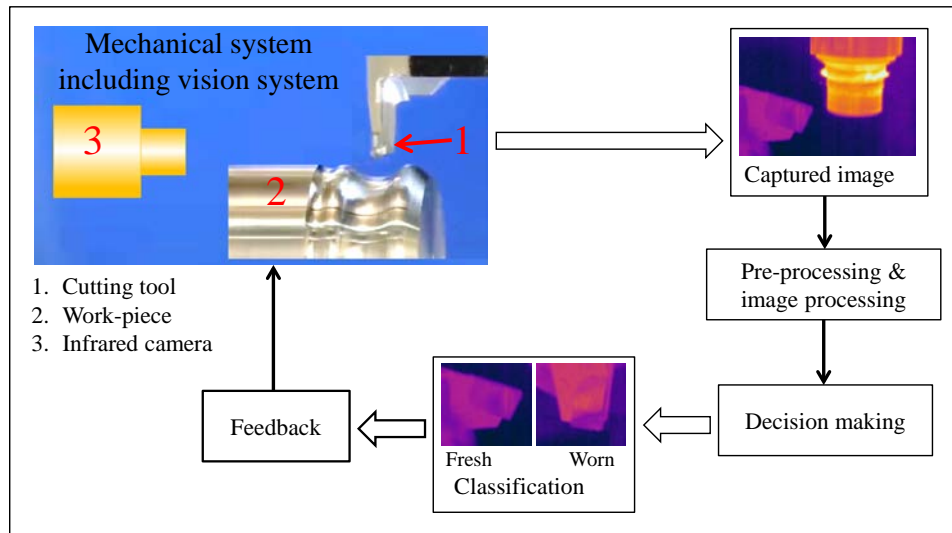 Mechanical system
including vision system
3
1
2
1. Cutting tool
2. Work-piece
3. Infrared camera
Captured image
Pre-processing &
image processing
Decision making
Fresh Worn
Classification
Feedback